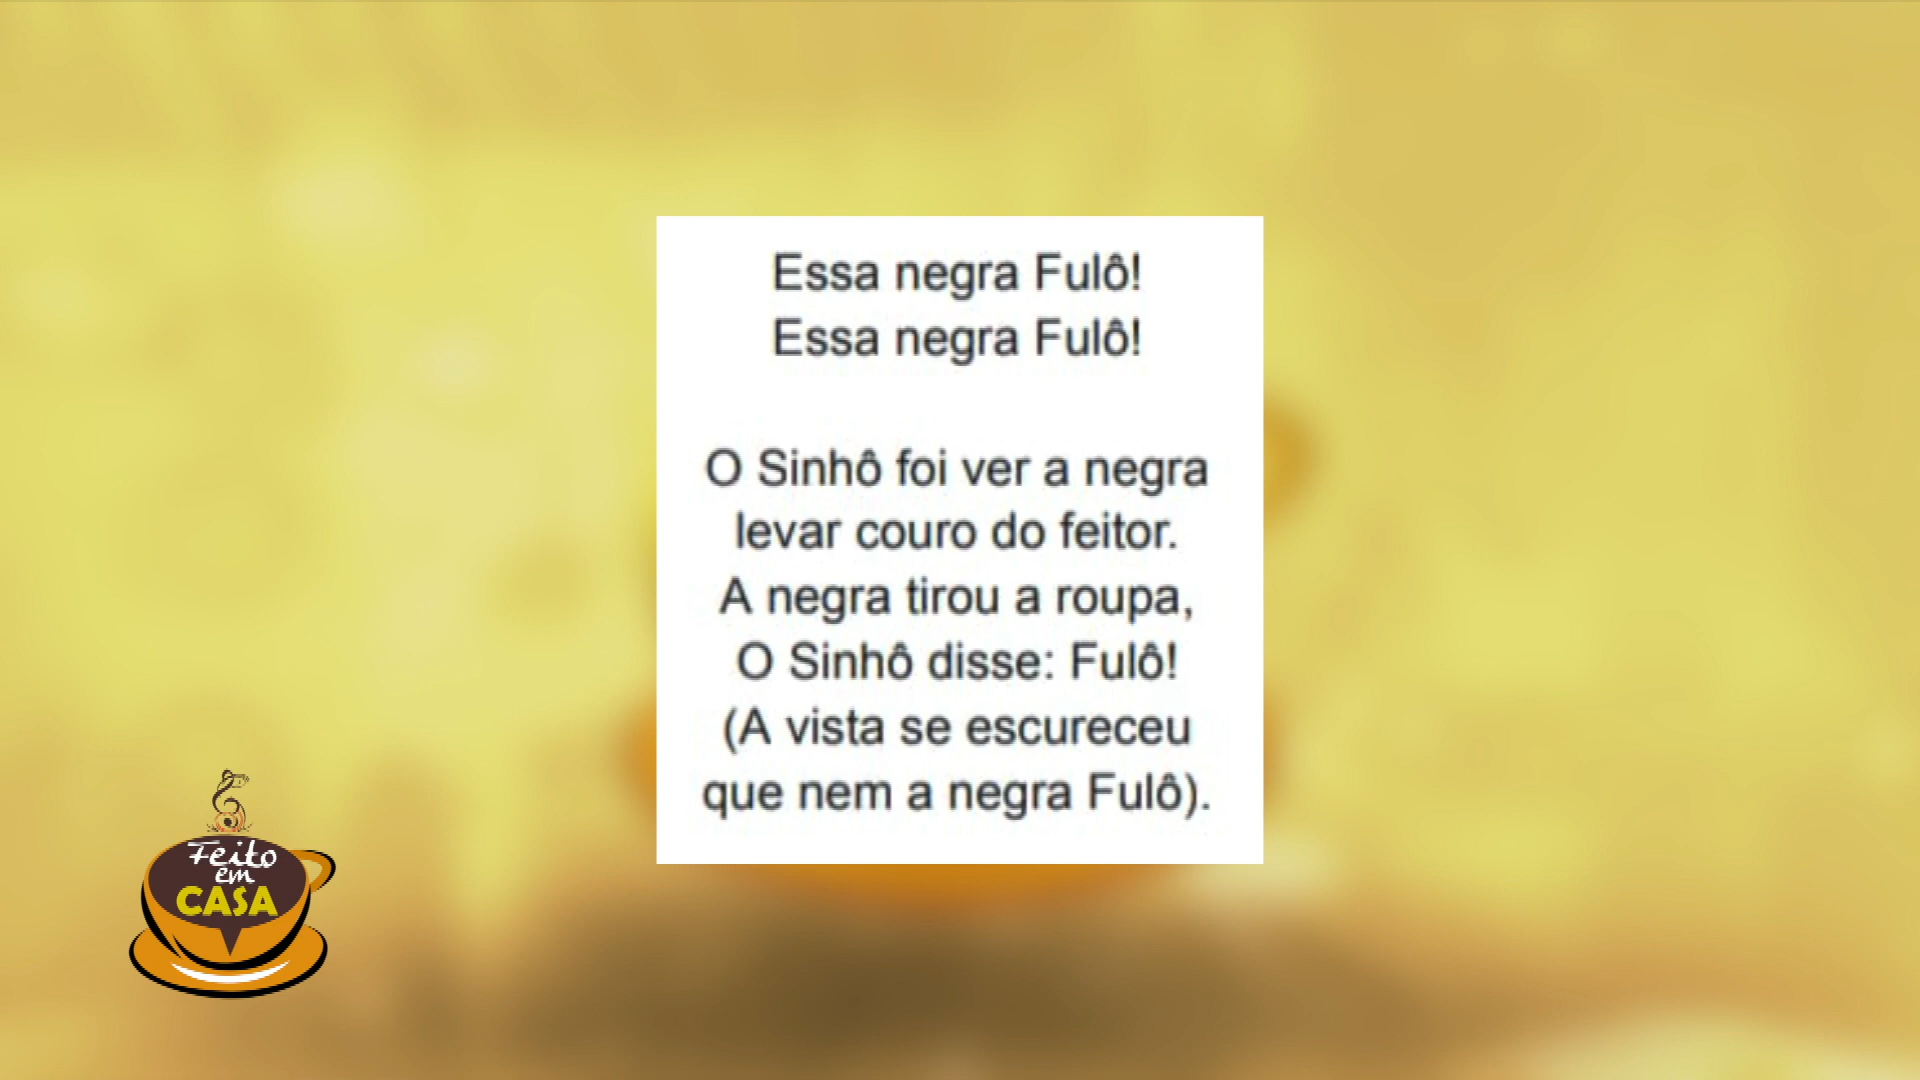 Essa negra Fulô!
Essa negra Fulô!
O Sinhô foi ver a negra
levar couro do feitor.
A negra tirou a roupa,
O Sinhô disse: Fulô!
(A vista se escureceu
que nem a negra Fulô).
Feito
em
CASA